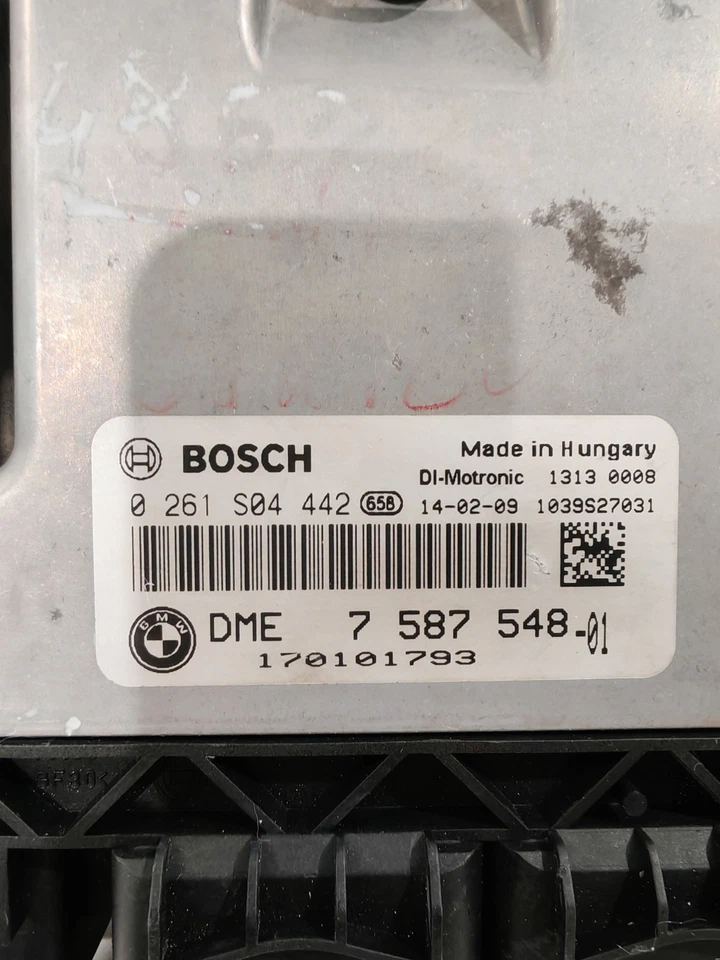 BOSCH
Made in Hungary
DI-Motronic 1313 0008
0 261 S04 442 658 14-02-09 1039S27031
BMW
DME 7 587 548-01
170101793